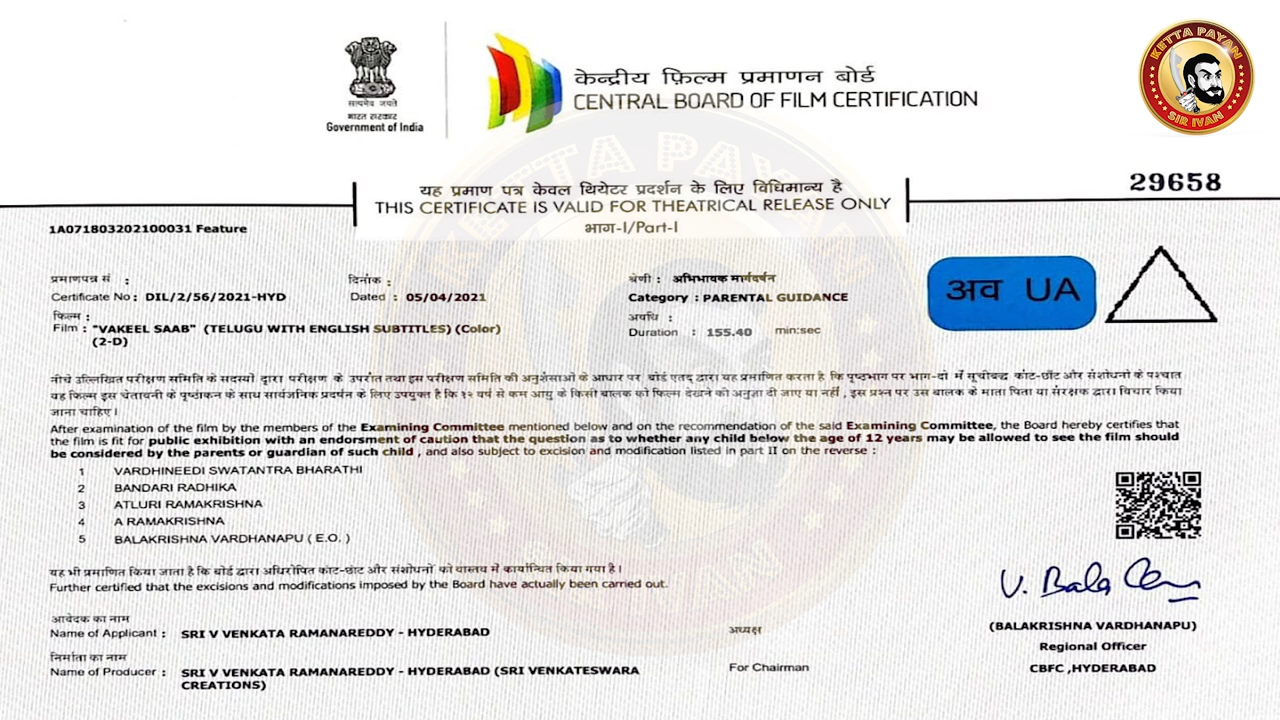 सत्यमेव जयते
भारत सरकार
Government of India
केन्द्रीय फ़िल्म प्रमाणन बोर्ड
CENTRAL BOARD OF FILM CERTIFICATION
KETTA PAYAN
SIR IVAN
29658
यह प्रमाण पत्र केवल थियेटर प्रदर्शन के लिए विधिमान्य है
THIS CERTIFICATE IS VALID FOR THEATRICAL RELEASE ONLY
भाग-I/Part-I
1A071803202100031 Feature
प्रमाणपत्र सं :
Certificate No : DIL/2/56/2021-HYD
दिनांक :
Dated : 05/04/2021
श्रेणी : अभिभावक मार्गदर्षन
Category : PARENTAL GUIDANCE
अव UA
फिल्म :
Film : "VAKEEL SAAB" (TELUGU WITH ENGLISH SUBTITLES) (Color)
(2-D)
अवधि :
Duration : 155.40 min:sec
नीचे उल्लिखित परीक्षण समिति के सदस्यों द्वारा परीक्षण के उपरांत तथा इस परीक्षण समिति की अनुशंसाओं के आधार पर बोर्ड एतद् द्वारा यह प्रमाणित करता है कि पृष्ठभाग पर भाग-दो में सूचीबद्ध कांट-छाँट और संशोधनों के पश्चात
यह फिल्म इस चेतावनी के पृष्ठांकन के साथ सार्वजनिक प्रदर्षन के लिए उपयुक्त है कि १२ वर्ष से कम आयु के किसी बालक को फिल्म देखने की अनुज्ञा दी जाए या नहीं , इस प्रश्न पर उस बालक के माता पिता या संरक्षक द्वारा विचार किया
जाना चाहिए ।
After examination of the film by the members of the Examining Committee mentioned below and on the recommendation of the said Examining Committee, the Board hereby certifies that
the film is fit for public exhibition with an endorsment of caution that the question as to whether any child below the age of 12 years may be allowed to see the film should
be considered by the parents or guardian of such child , and also subject to excision and modification listed in part II on the reverse :
1 VARDHINEEDI SWATANTRA BHARATHI
2 BANDARI RADHIKA
3 ATLURI RAMAKRISHNA
4 A RAMAKRISHNA
5 BALAKRISHNA VARDHANAPU ( E.O. )
यह भी प्रमाणित किया जाता है कि बोर्ड द्वारा अधिरोपित कांट-छांट और संशोधनों को वास्तव में कार्यान्वित किया गया है ।
Further certified that the excisions and modifications imposed by the Board have actually been carried out.
आवेदक का नाम
Name of Applicant : SRI V VENKATA RAMANAREDDY - HYDERABAD
निर्माता का नाम
Name of Producer : SRI V VENKATA RAMANAREDDY - HYDERABAD (SRI VENKATESWARA
CREATIONS)
अध्यक्ष
For Chairman
V. Bala
(BALAKRISHNA VARDHANAPU)
Regional Officer
CBFC ,HYDERABAD